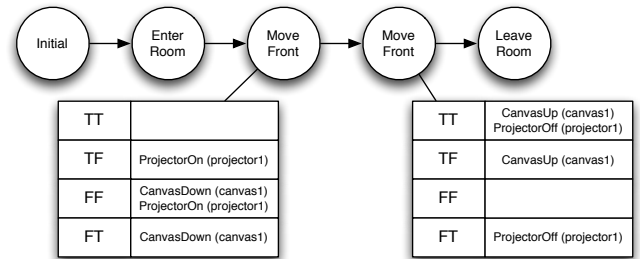 Initial
Enter
Room
Move
Front
Move
Front
Leave
Room
TT
TF
ProjectorOn (projector1)
FF
CanvasDown (canvas1)
ProjectorOn (projector1)
FT
CanvasDown (canvas1)
TT
CanvasUp (canvas1)
ProjectorOff (projector1)
TF
CanvasUp (canvas1)
FF
FT
ProjectorOff (projector1)